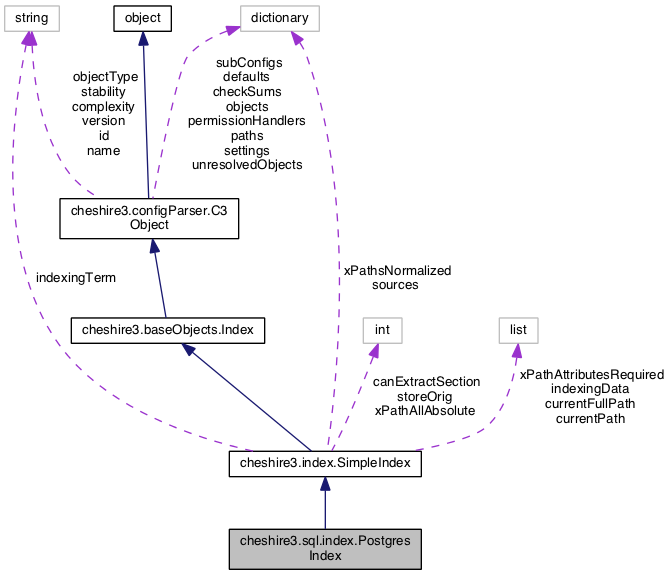 string
object
dictionary
objectType
stability
complexity
version
id
name
subConfigs
defaults
checkSums
objects
permissionHandlers
paths
settings
unresolvedObjects
cheshire3.configParser.C3
Object
indexingTerm
xPathsNormalized
sources
cheshire3.baseObjects.Index
int
list
canExtractSection
storeOrig
xPathAllAbsolute
xPathAttributesRequired
indexingData
currentFullPath
currentPath
cheshire3.index.SimpleIndex
cheshire3.sql.index.Postgres
Index